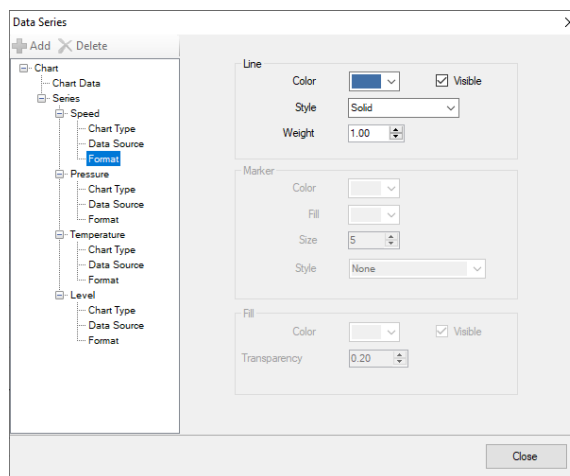 Data Series
Add Delete
Chart
Chart Data
Series
Speed
Chart Type
Data Source
Format
Pressure
Chart Type
Data Source
Format
Temperature
Chart Type
Data Source
Format
Level
Chart Type
Data Source
Format
Line
Color Visible
Style Solid
Weight 1.00
Marker
Color
Fill
Size 5
Style None
Fill
Color Visible
Transparency 0.20
Close